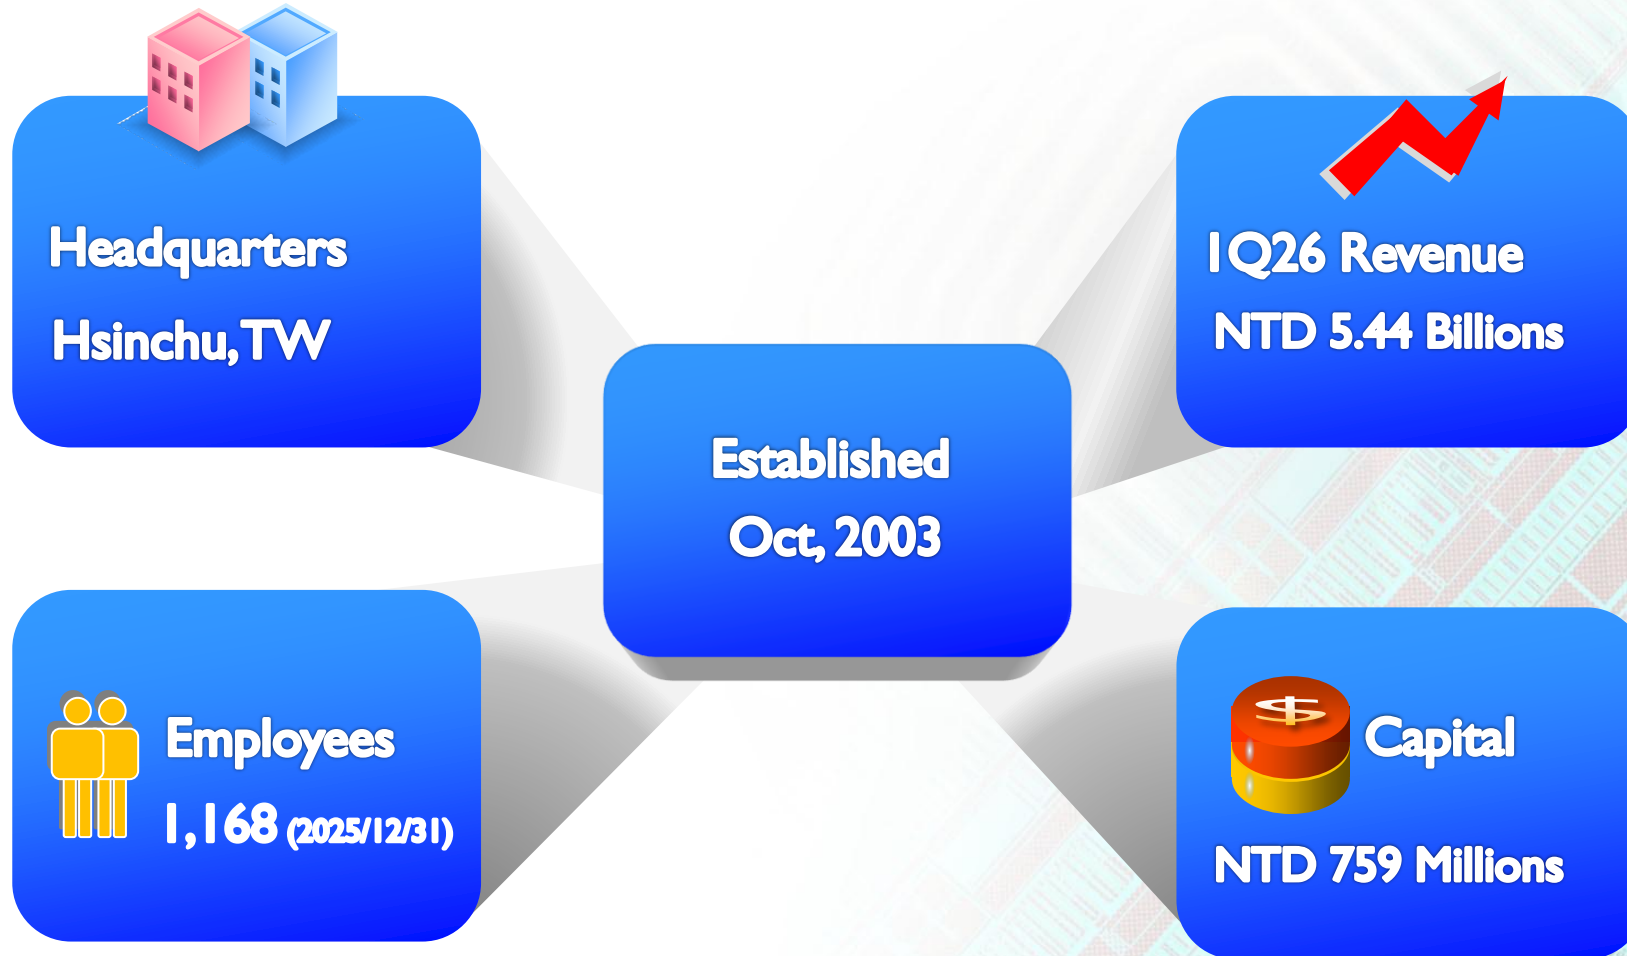 Headquarters
Hsinchu,TW
1Q26 Revenue
NTD 5.44 Billions
Established
Oct, 2003
Employees
1,168 (2025/12/31)
Capital
NTD 759 Millions